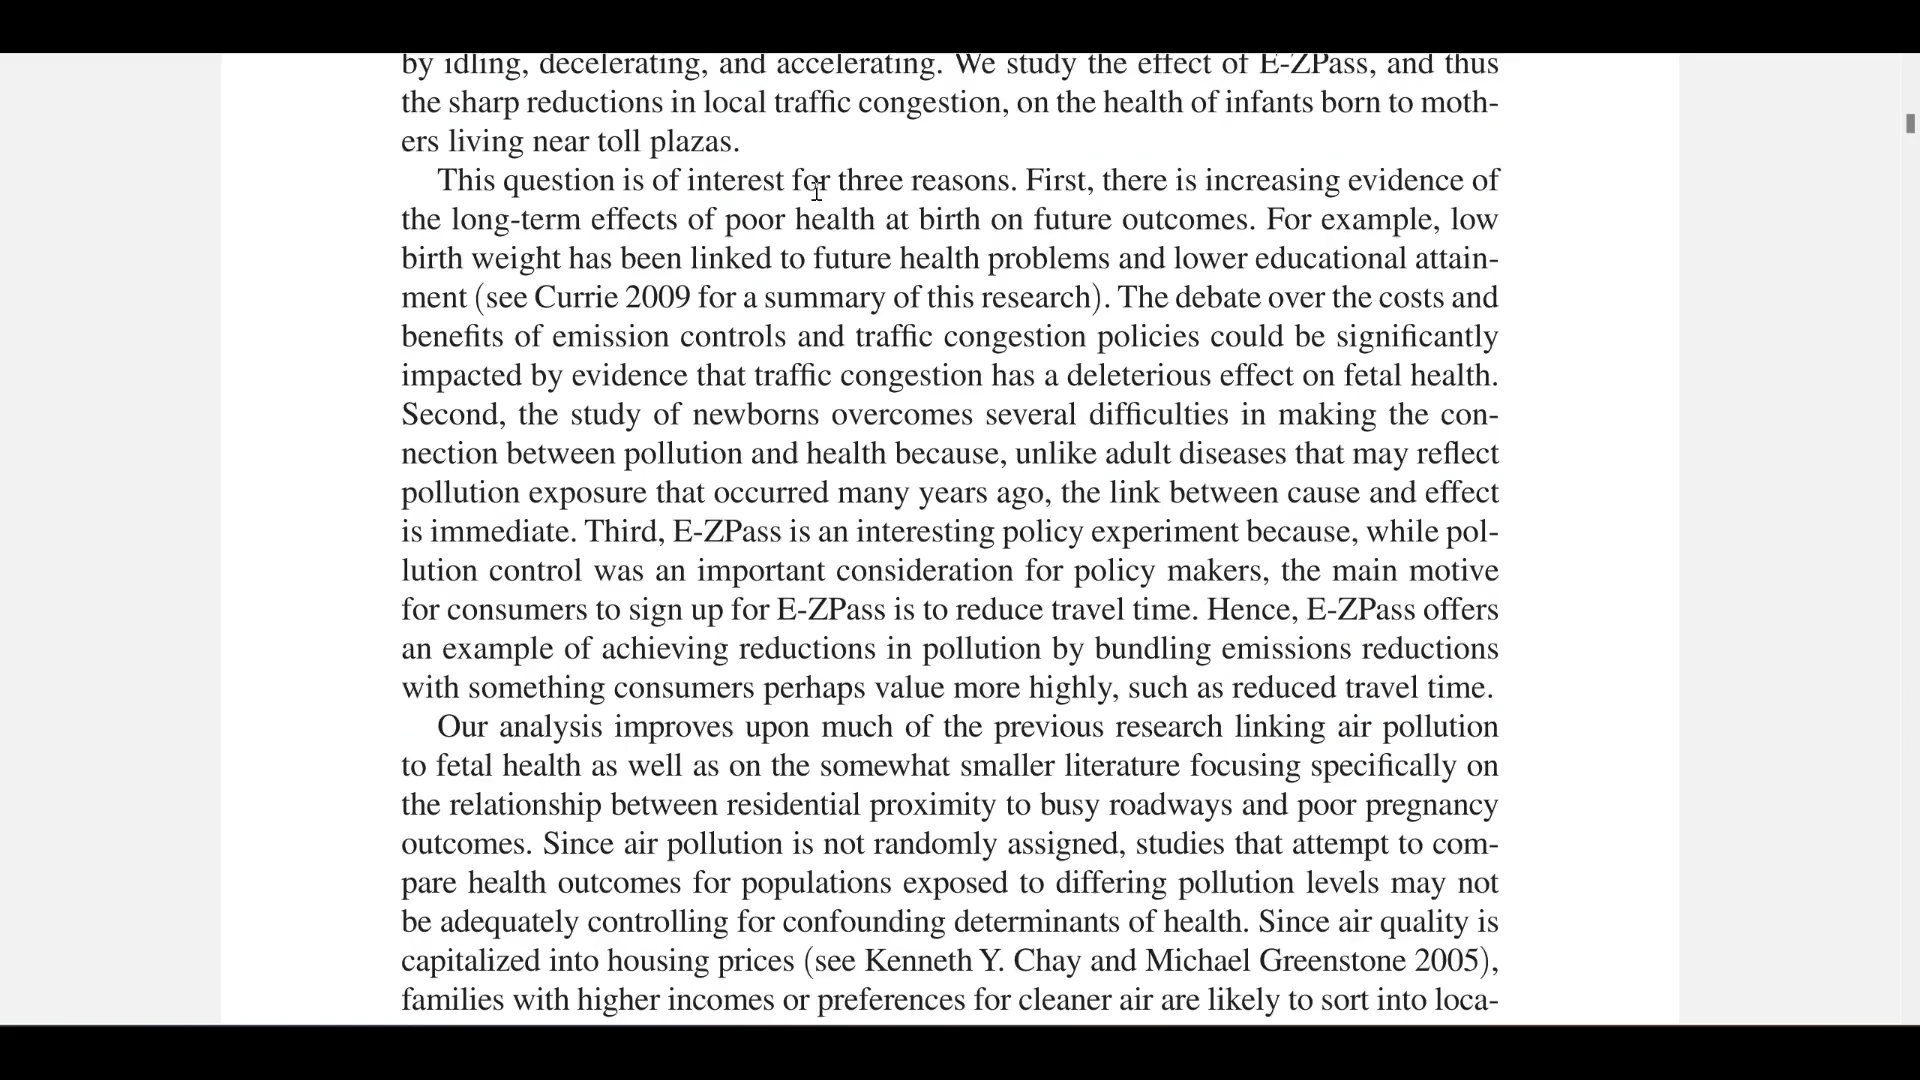 by idling, decelerating, and accelerating. We study the effect of E-ZPass, and thus
the sharp reductions in local traffic congestion, on the health of infants born to moth-
ers living near toll plazas.
This question is of interest for three reasons. First, there is increasing evidence of
the long-term effects of poor health at birth on future outcomes. For example, low
birth weight has been linked to future health problems and lower educational attain-
ment (see Currie 2009 for a summary of this research). The debate over the costs and
benefits of emission controls and traffic congestion policies could be significantly
impacted by evidence that traffic congestion has a deleterious effect on fetal health.
Second, the study of newborns overcomes several difficulties in making the con-
nection between pollution and health because, unlike adult diseases that may reflect
pollution exposure that occurred many years ago, the link between cause and effect
is immediate. Third, E-ZPass is an interesting policy experiment because, while pol-
lution control was an important consideration for policy makers, the main motive
for consumers to sign up for E-ZPass is to reduce travel time. Hence, E-ZPass offers
an example of achieving reductions in pollution by bundling emissions reductions
with something consumers perhaps value more highly, such as reduced travel time.
Our analysis improves upon much of the previous research linking air pollution
to fetal health as well as on the somewhat smaller literature focusing specifically on
the relationship between residential proximity to busy roadways and poor pregnancy
outcomes. Since air pollution is not randomly assigned, studies that attempt to com-
pare health outcomes for populations exposed to differing pollution levels may not
be adequately controlling for confounding determinants of health. Since air quality is
capitalized into housing prices (see Kenneth Y. Chay and Michael Greenstone 2005),
families with higher incomes or preferences for cleaner air are likely to sort into loca-